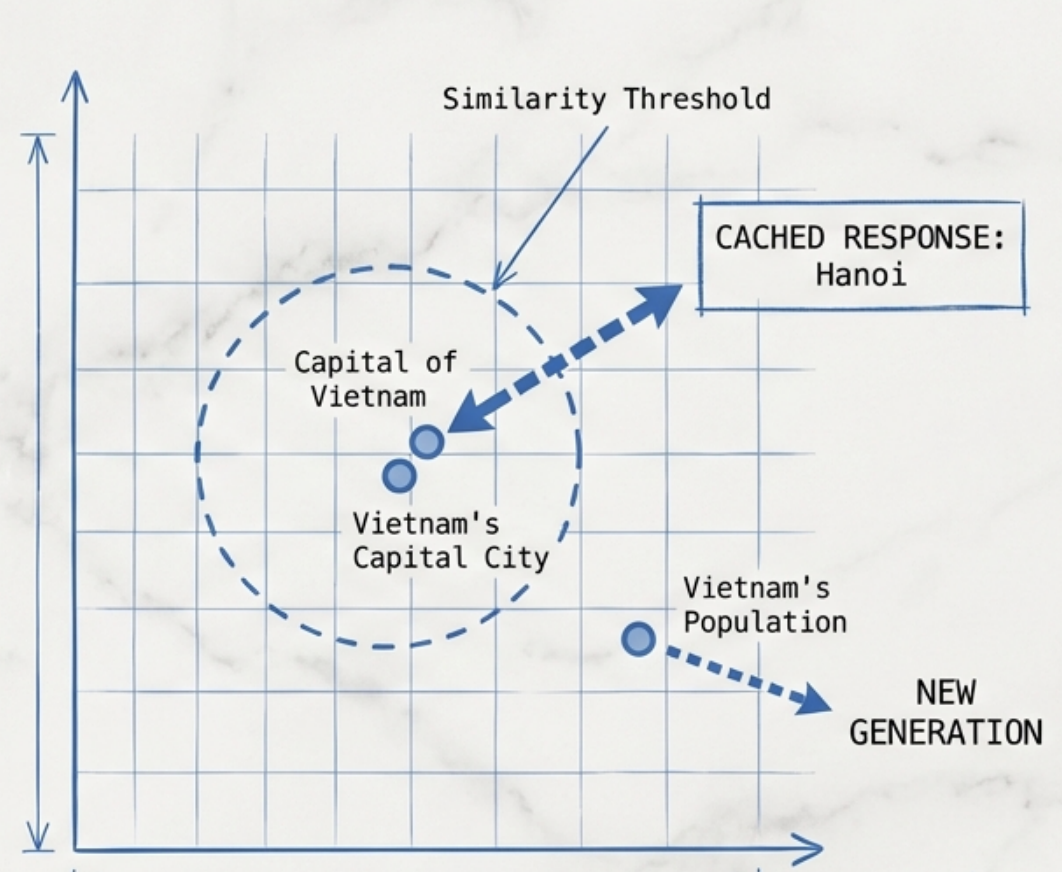 Similarity Threshold
CACHED RESPONSE:
Hanoi
Capital of
Vietnam
Vietnam's
Capital City
Vietnam's
Population
NEW
GENERATION